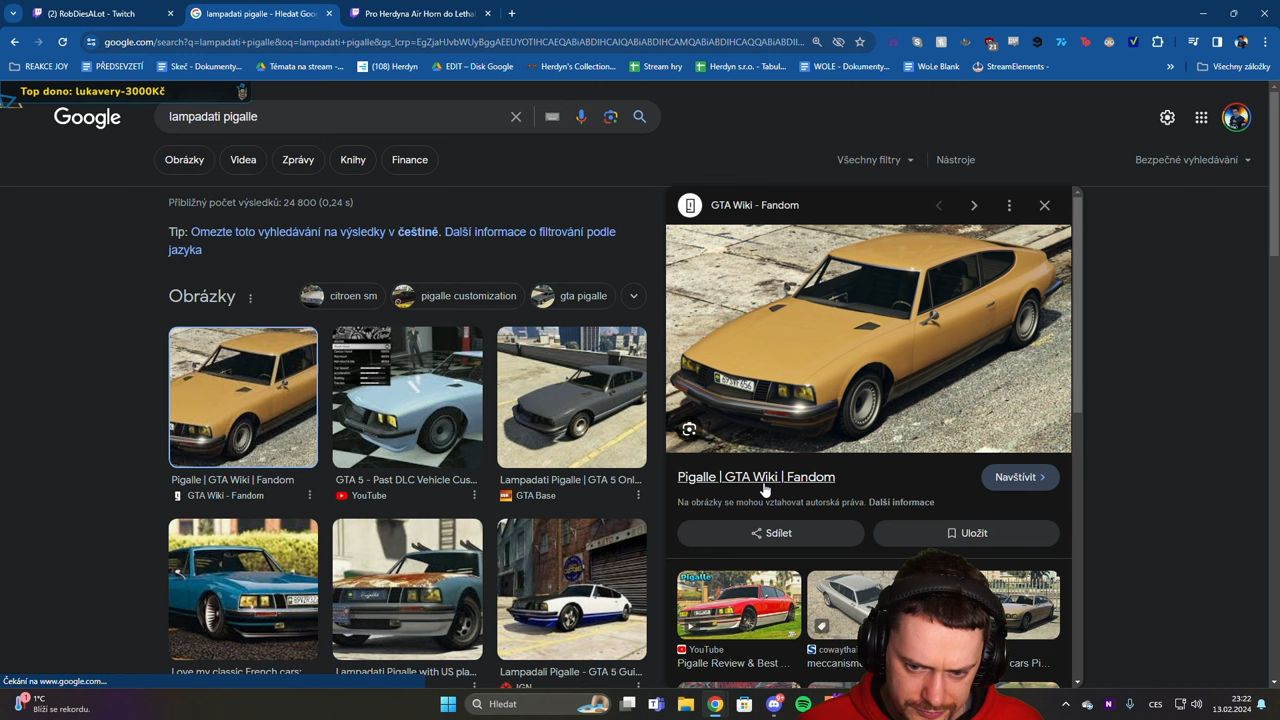 (2) RobDiesALot - Twitch
lampadati pigalle - Hledat Goo
Pro Herdyna Air Horn do Lethal
google.com/search?q=lampadati+pigalle&oq=lampadati+pigalle&gs_lcrp=
REAKCE JOY
PŘEDSEVZETÍ
Skeč - Dokumenty...
Témata na stream -...
(108) Herdyn
EDIT – Disk Google
Herdyn's Collection...
Stream hry
Herdyn s.r.o. - Tabul...
WOLE - Dokumenty...
WoLe Blank
StreamElements -
»
Všechny záložky
Top dono: lukavery-3000Kč
Google
lampadati pigalle
Obrázky
Videa
Zprávy
Knihy
Finance
Všechny filtry
Nástroje
Bezpečné vyhledávání
Přibližný počet výsledků: 24 800 (0,24 s)
Tip: Omezte toto vyhledávání na výsledky v češtině. Další informace o filtrování podle
jazyka
Obrázky
citroen sm
pigalle customization
gta pigalle
Pigalle | GTA Wiki | Fandom
GTA Wiki - Fandom
GTA 5 - Past DLC Vehicle Cus...
YouTube
Lampadati Pigalle | GTA 5 Onl...
GTA Base
Love my classic French cars:
Lampadati Pigalle with US pla...
Lampadati Pigalle - GTA 5 Gui...
IGN
GTA Wiki - Fandom
Pigalle | GTA Wiki | Fandom
Navštívit
Na obrázky se mohou vztahovat autorská práva. Další informace
Sdílet
Uložit
Pigalle
YouTube
Pigalle Review & Best ...
cowaythal
meccanism
cars Pi...
Čekání na www.google.com...
1°C
Blíží se rekordu.
Hledat
CES
23:22
13.02.2024